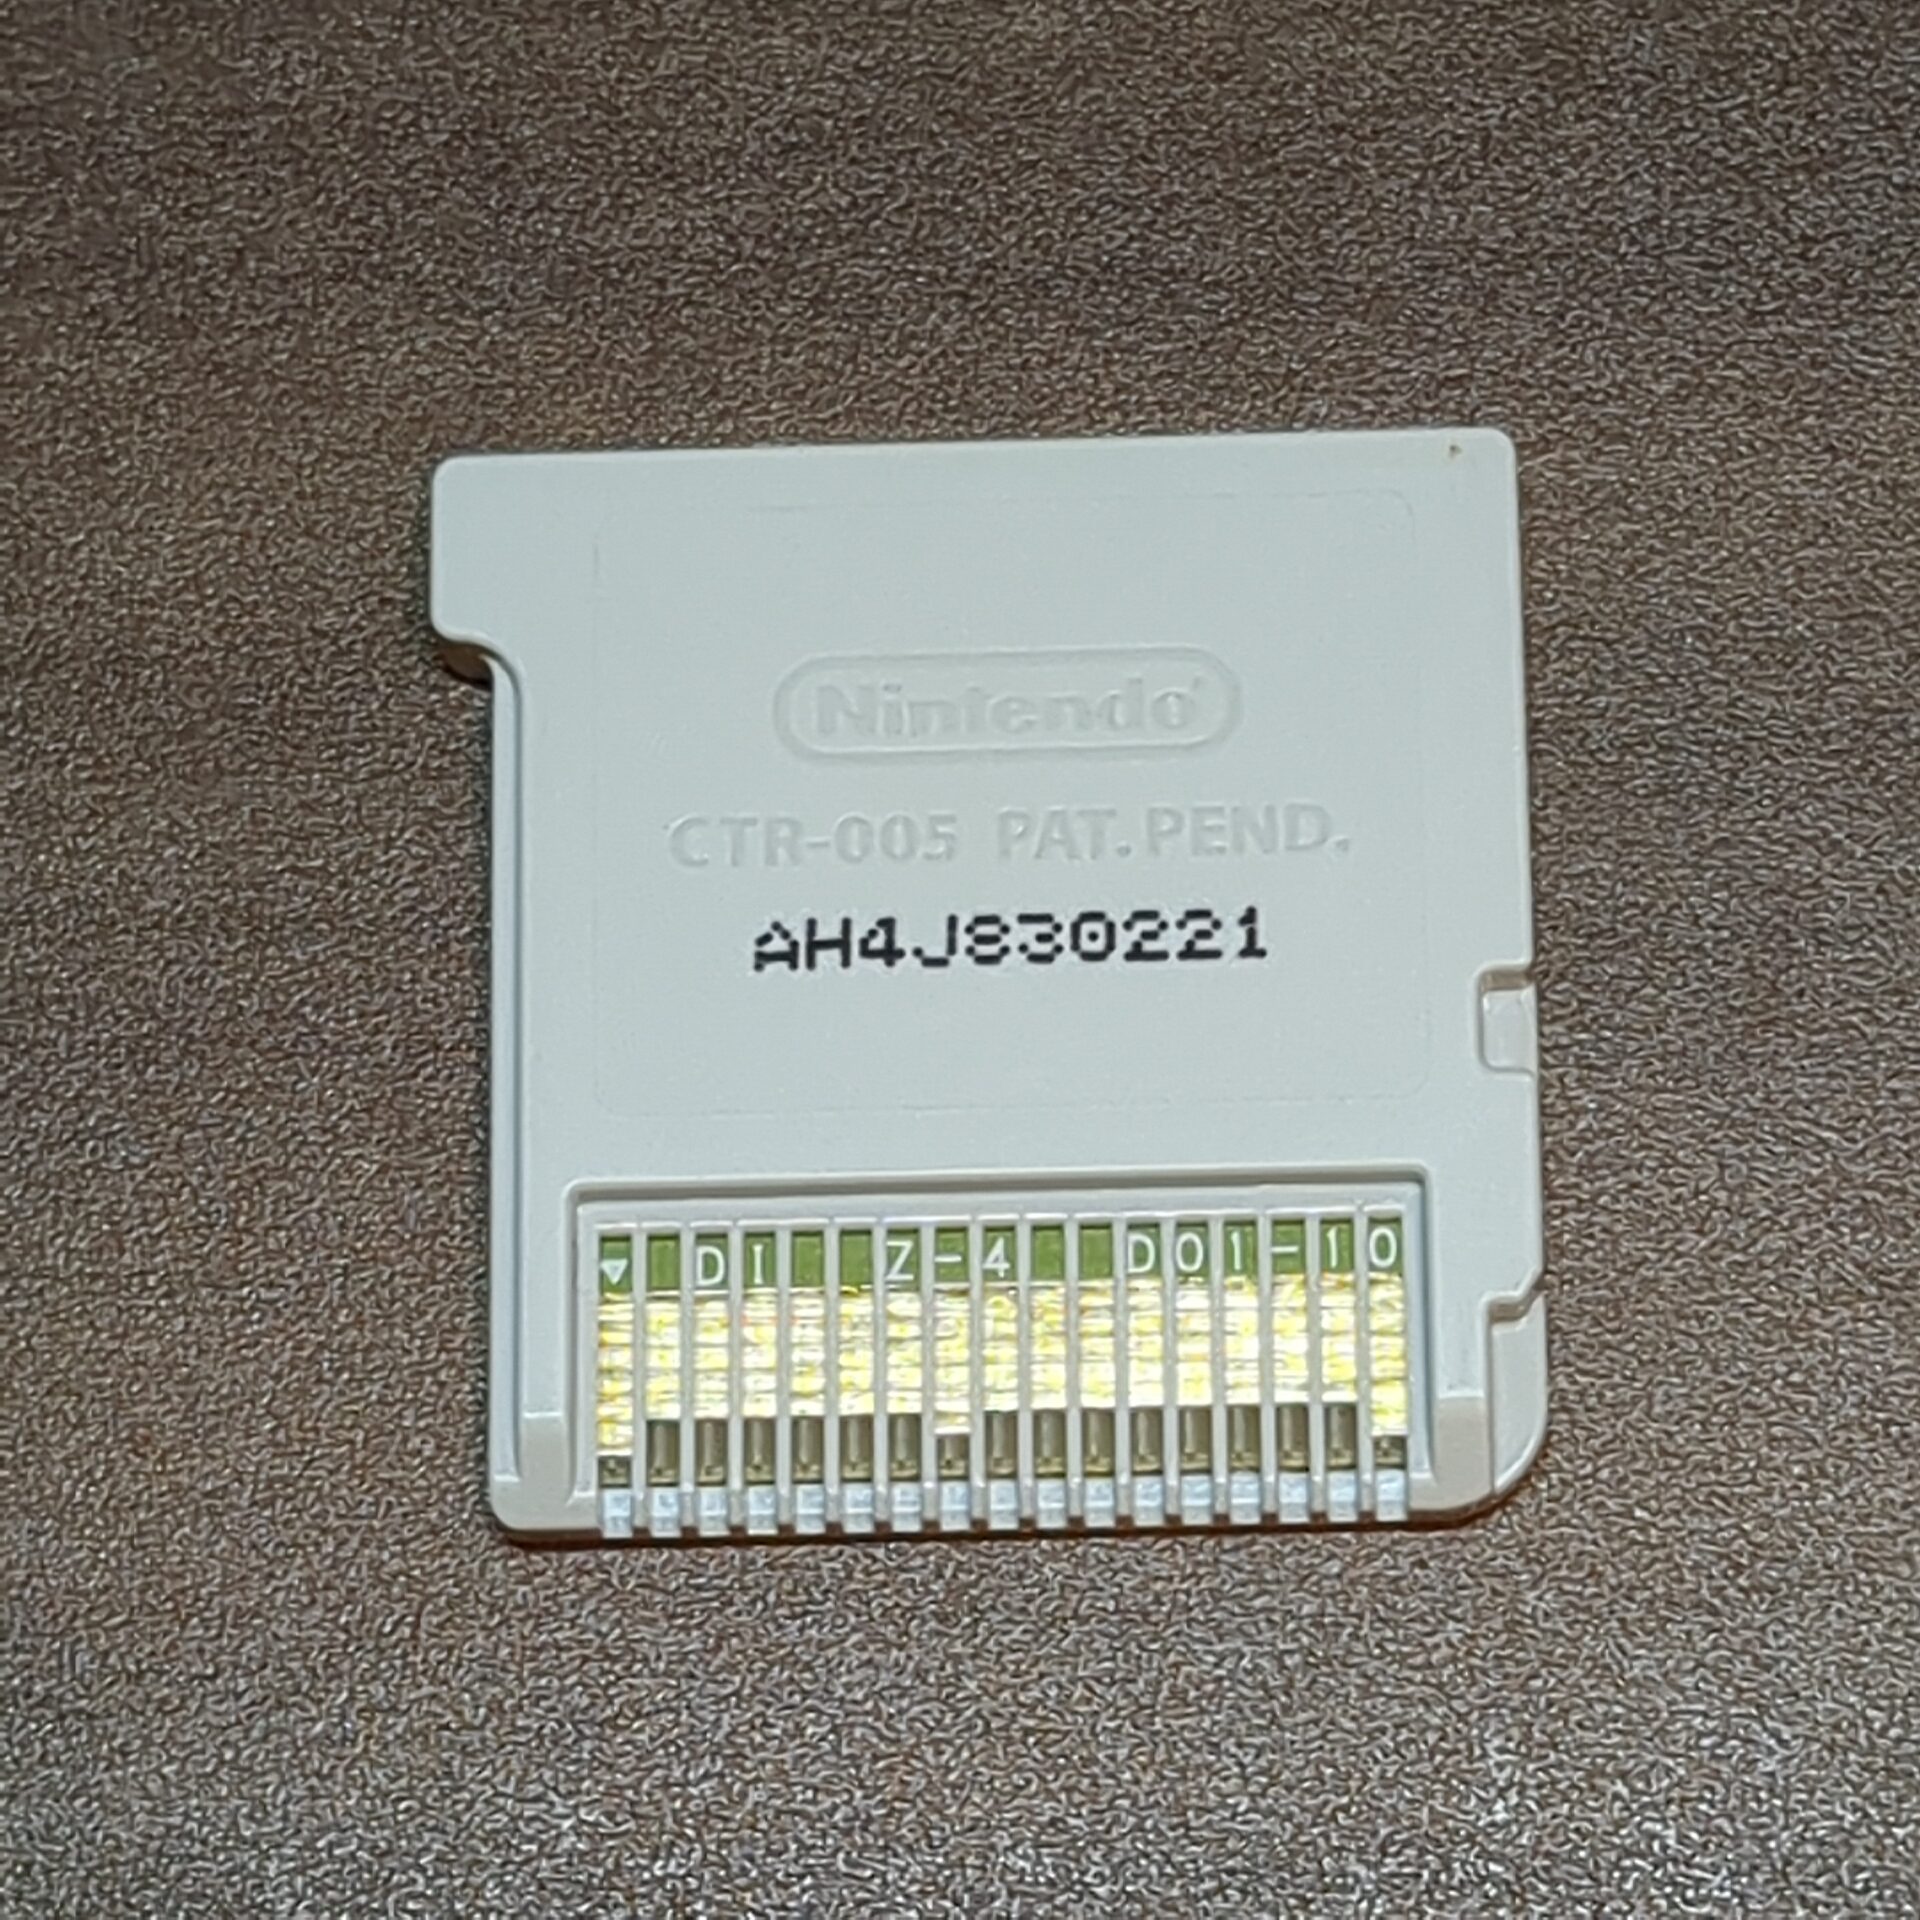 Nintendo
CTR-005 PAT. PEND.
AH4J830221
▼ DI Z-4 D01-10